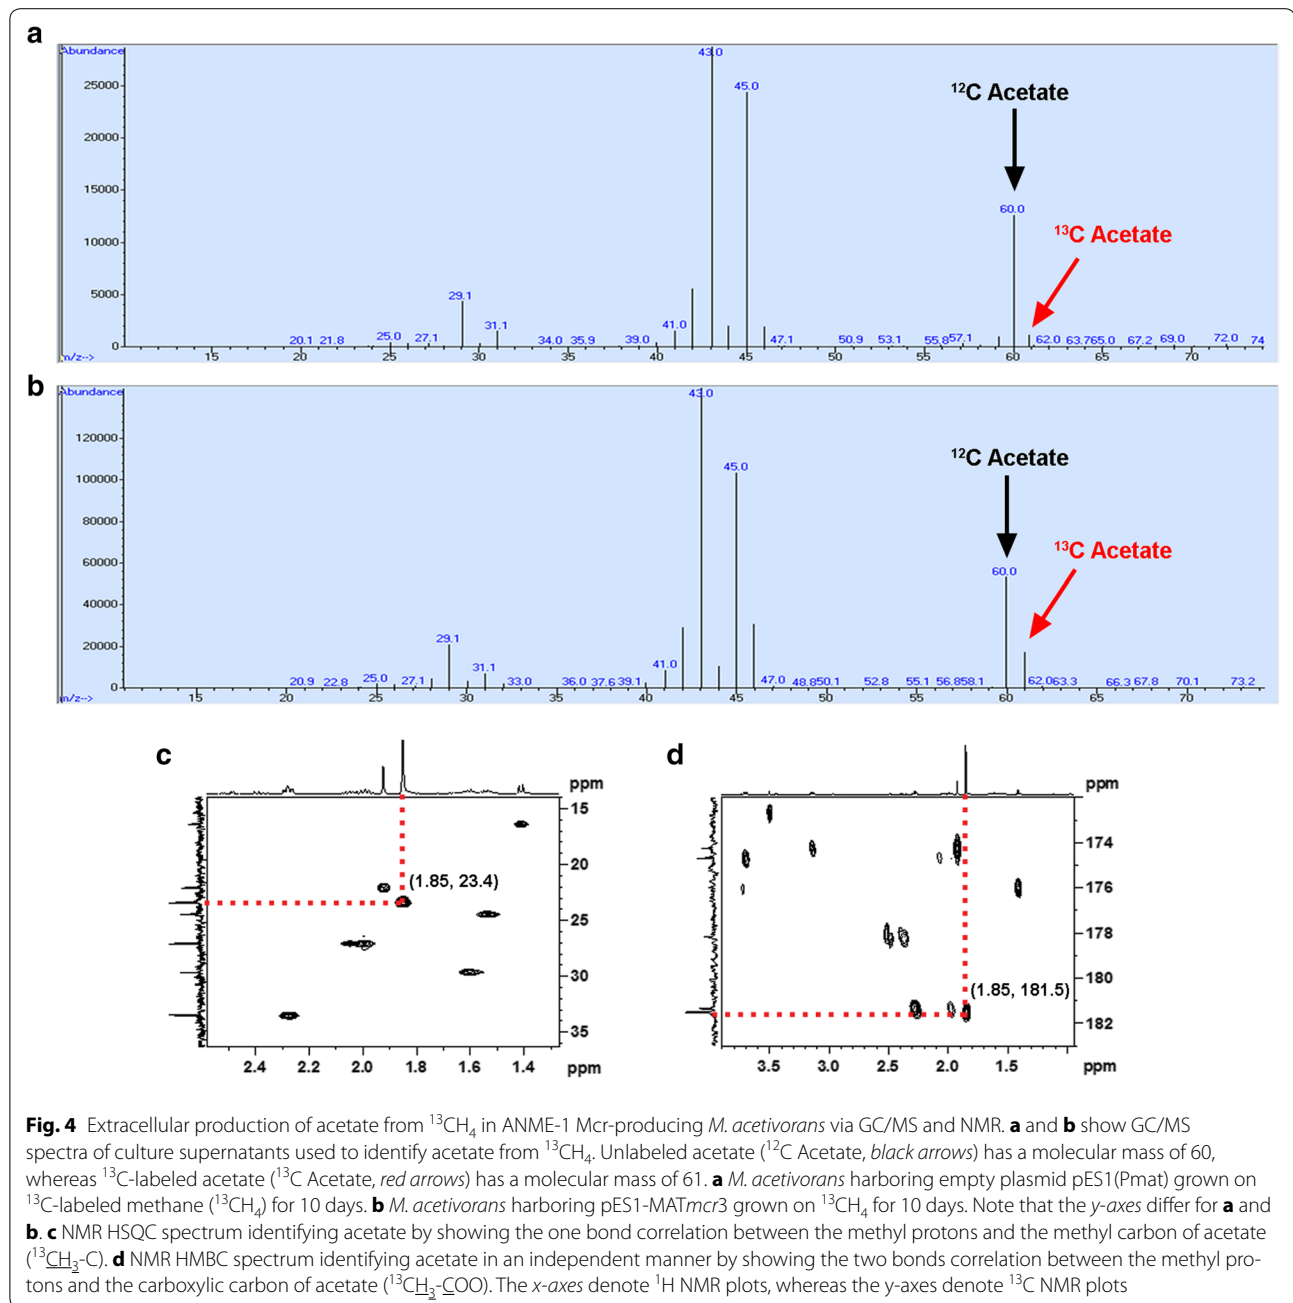 a
Abundance
43.0
25000
45.0
¹²C Acetate
20000
15000
60.0
¹³C Acetate
10000
5000
29.1
31.1
41.0
20.1 21.8 25.0 27.1 34.0 35.9 39.0 47.1 50.9 53.1 55.8 57.1 62.0 63.7 65.0 67.2 69.0 72.0 74
0
m/z--> 15 20 25 30 35 40 45 50 55 60 65 70
b
Abundance
43.0
120000
45.0
¹²C Acetate
100000
80000
60000
60.0
¹³C Acetate
40000
20000
29.1
31.1
41.0
20.9 22.8 25.0 27.1 33.0 36.0 37.6 39.1 47.0 48.8 50.1 52.8 55.1 56.8 58.1 62.0 63.3 66.3 67.8 70.1 73.2
0
m/z--> 15 20 25 30 35 40 45 50 55 60 65 70
c
ppm
15
20
(1.85, 23.4)
25
30
35
2.4 2.2 2.0 1.8 1.6 1.4 ppm
d
ppm
174
176
178
180
(1.85, 181.5)
182
3.5 3.0 2.5 2.0 1.5 ppm
Fig. 4 Extracellular production of acetate from ¹³CH₄ in ANME-1 Mcr-producing M. acetivorans via GC/MS and NMR. a and b show GC/MS
spectra of culture supernatants used to identify acetate from ¹³CH₄. Unlabeled acetate (¹²C Acetate, black arrows) has a molecular mass of 60,
whereas ¹³C-labeled acetate (¹³C Acetate, red arrows) has a molecular mass of 61. a M. acetivorans harboring empty plasmid pES1(Pmat) grown on
¹³C-labeled methane (¹³CH₄) for 10 days. b M. acetivorans harboring pES1-MATmcr3 grown on ¹³CH₄ for 10 days. Note that the y-axes differ for a and
b. c NMR HSQC spectrum identifying acetate by showing the one bond correlation between the methyl protons and the methyl carbon of acetate
(¹³CH₃-C). d NMR HMBC spectrum identifying acetate in an independent manner by showing the two bonds correlation between the methyl pro-
tons and the carboxylic carbon of acetate (¹³CH₃-COO). The x-axes denote ¹H NMR plots, whereas the y-axes denote ¹³C NMR plots